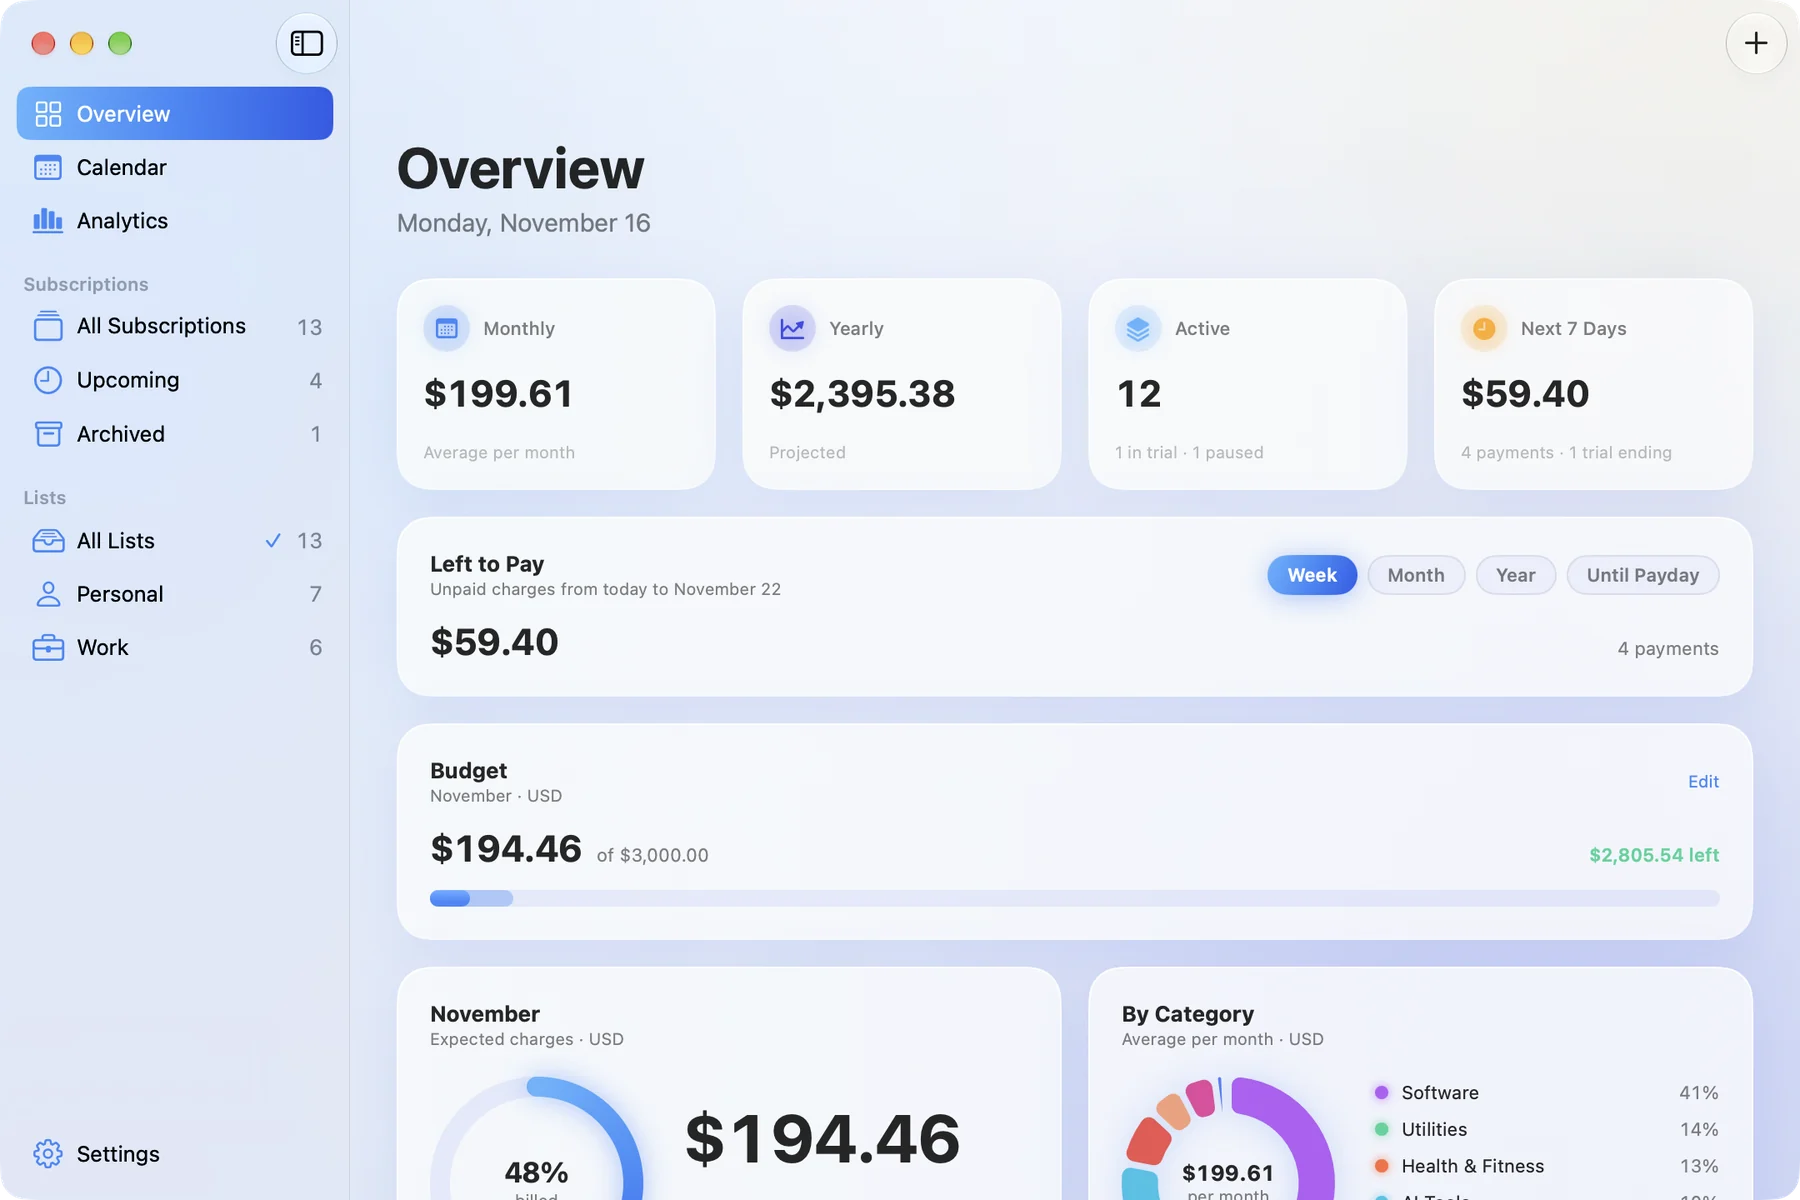 Overview
Calendar
Analytics
Subscriptions
All Subscriptions 13
Upcoming 4
Archived 1
Lists
All Lists ✓ 13
Personal 7
Work 6
Settings
Overview
Monday, November 16
Monthly
$199.61
Average per month
Yearly
$2,395.38
Projected
Active
12
1 in trial · 1 paused
Next 7 Days
$59.40
4 payments · 1 trial ending
Left to Pay
Unpaid charges from today to November 22
$59.40
Week Month Year Until Payday
4 payments
Budget
November · USD
Edit
$194.46 of $3,000.00
$2,805.54 left
November
Expected charges · USD
48%
billed
$194.46
By Category
Average per month · USD
$199.61
per month
Software 41%
Utilities 14%
Health & Fitness 13%
AI Tools